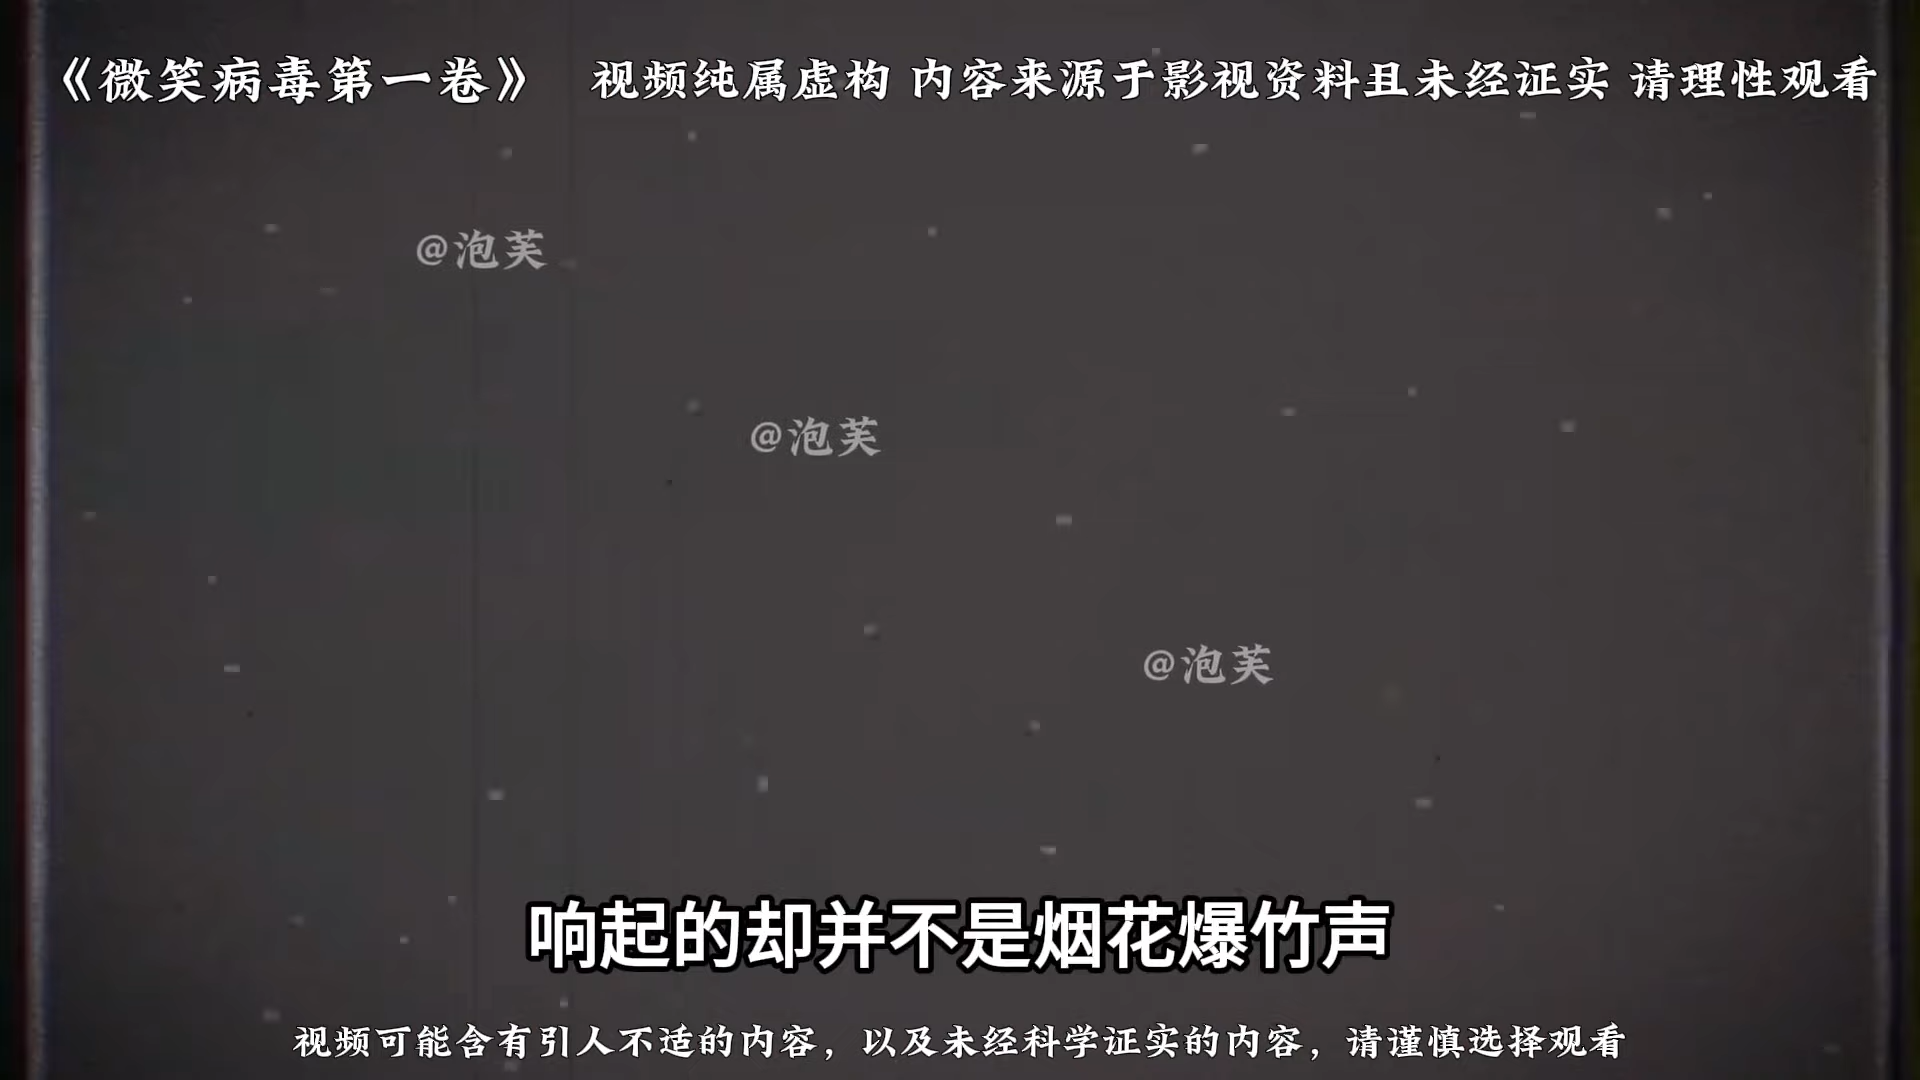 《微笑病毒第一卷》 视频纯属虚构 内容来源于影视资料且未经证实 请理性观看
@泡芙
@泡芙
@泡芙
响起的却并不是烟花爆竹声
视频可能含有引人不适的内容，以及未经科学证实的内容，请谨慎选择观看